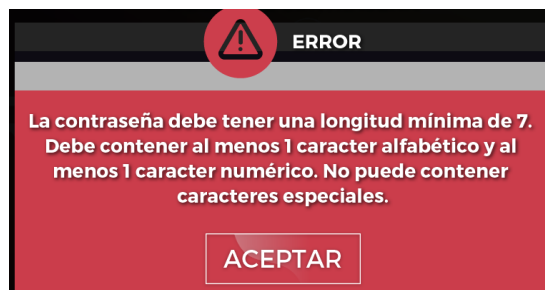 ERROR
La contraseña debe tener una longitud mínima de 7.
Debe contener al menos 1 caracter alfabético y al
menos 1 caracter numérico. No puede contener
caracteres especiales.
ACEPTAR